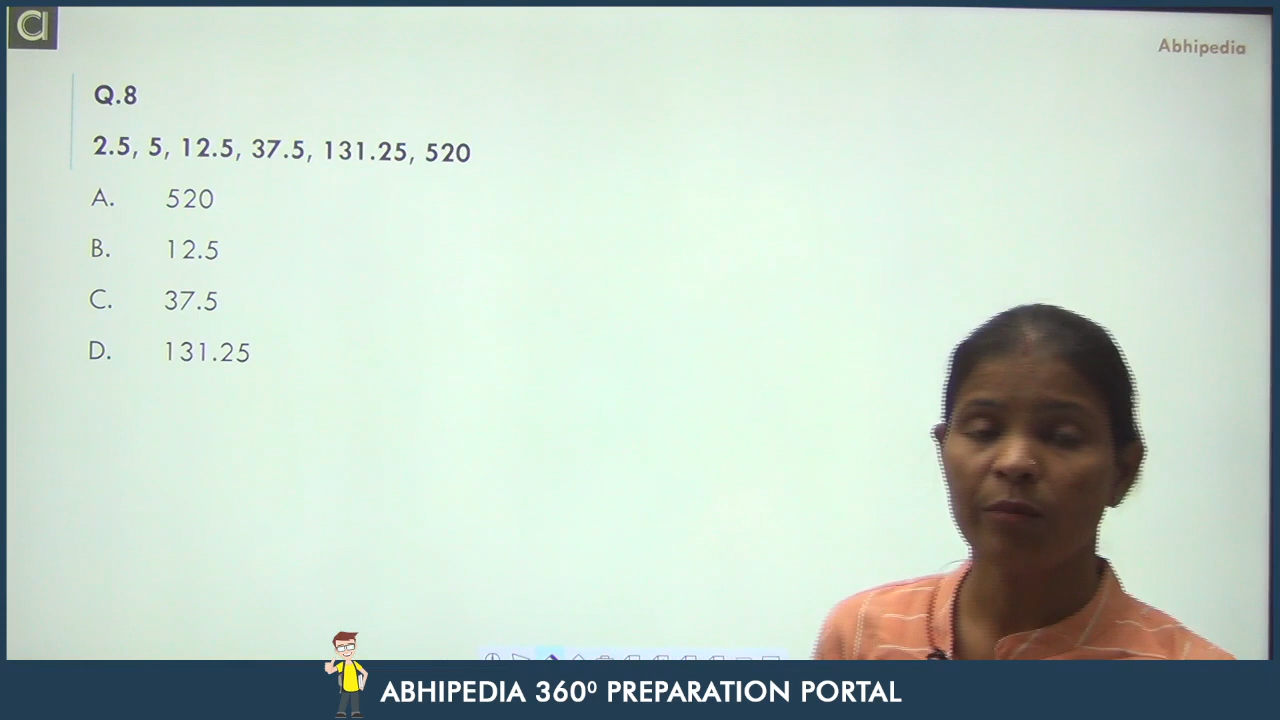 a
Abhipedia
Q.8
2.5, 5, 12.5, 37.5, 131.25, 520
A. 520
B. 12.5
C. 37.5
D. 131.25
ABHIPEDIA 360⁰ PREPARATION PORTAL